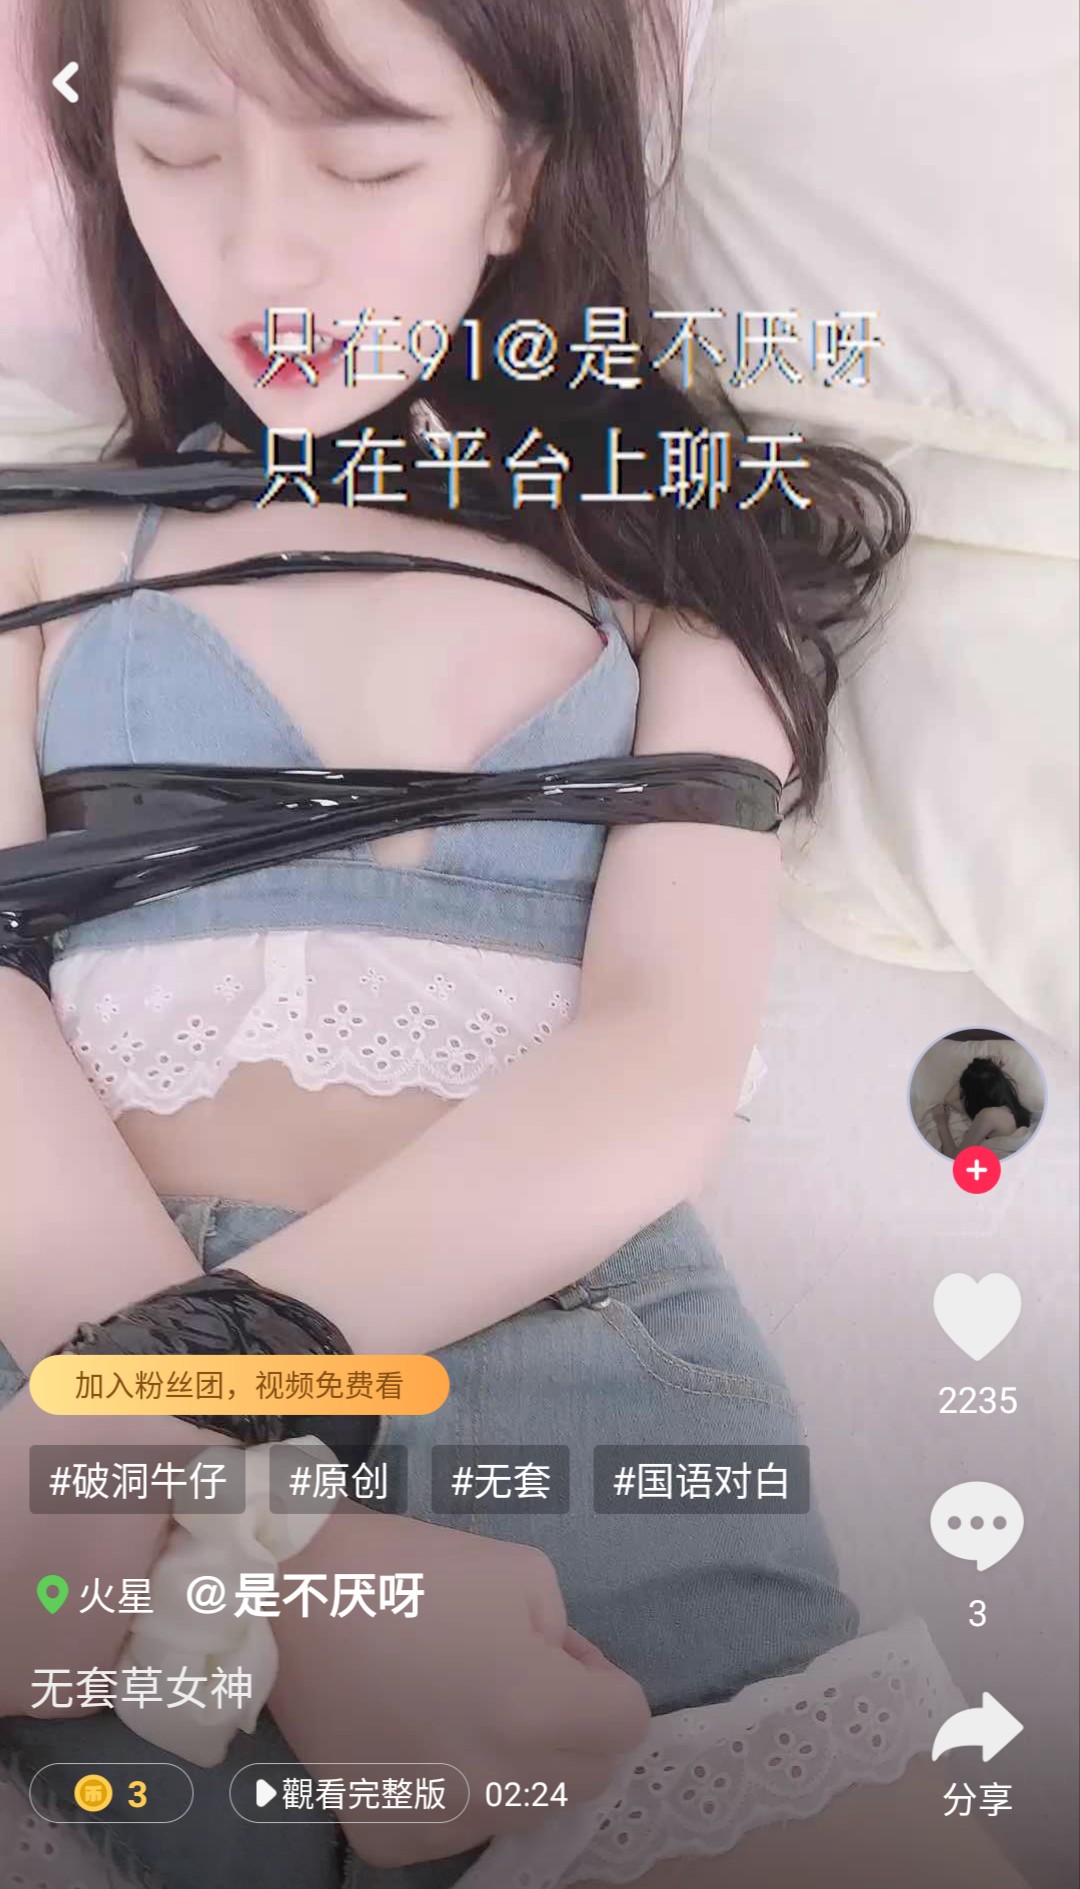 只在91@是不厌呀
只在平台上聊天
加入粉丝团，视频免费看
#破洞牛仔 #原创 #无套 #国语对白
火星 @是不厌呀
无套草女神
币 3 觀看完整版 02:24
2235
3
分享